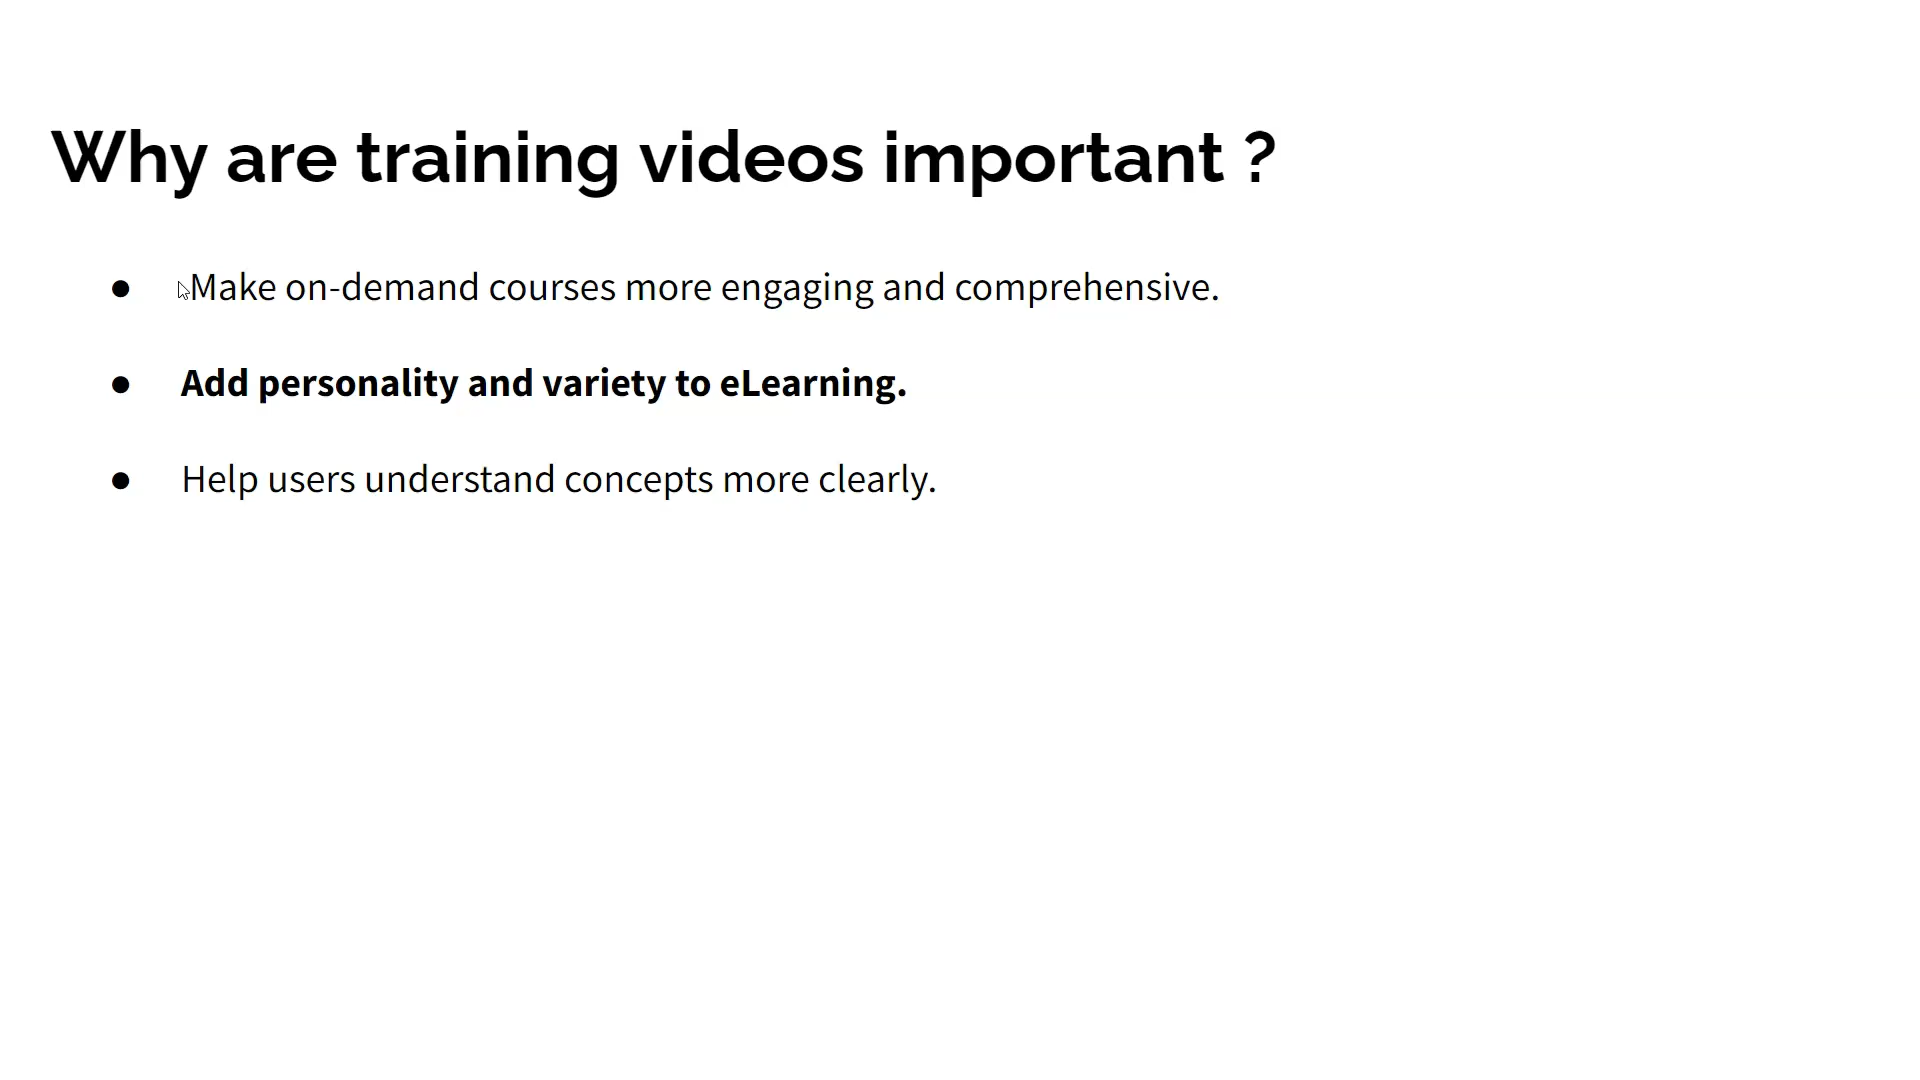 Why are training videos important ?
● Make on-demand courses more engaging and comprehensive.
● Add personality and variety to eLearning.
● Help users understand concepts more clearly.